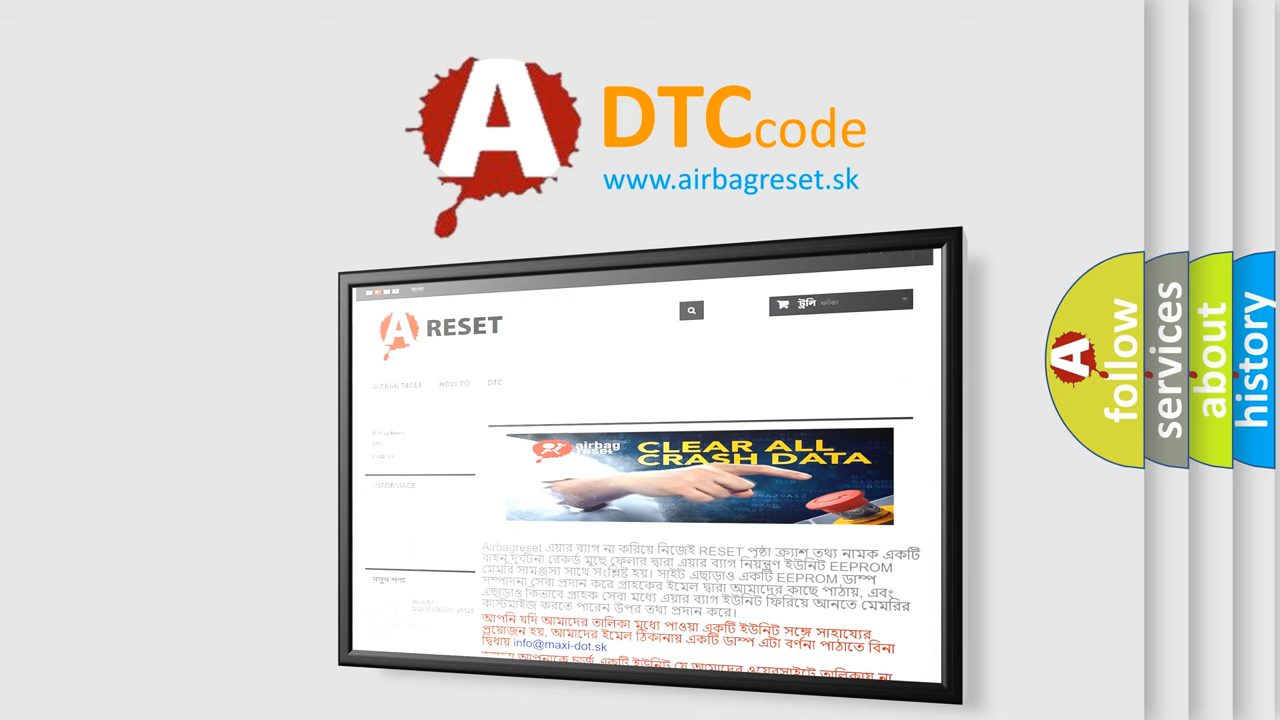 A DTC code
www.airbagreset.sk
বাংলা
A RESET
ট্রলি ফাঁকা
AIRBAG RESET HOW TO DTC
INFORMACE
airbag
reset
CLEAR ALL
CRASH DATA
Airbagreset এয়ার ব্যাগ না করিয়ে নিজেই RESET পৃষ্ঠা ক্র্যাশ তথ্য নামক একটি
বাহন দুর্ঘটনা রেকর্ড মুছে ফেলার দ্বারা এয়ার ব্যাগ নিয়ন্ত্রণ ইউনিট EEPROM
মেমরি সামঞ্জস্য সাথে সংশ্লিষ্ট হয়। সাইট এছাড়াও একটি EEPROM ডাম্প
সম্পাদনা সেবা প্রদান করে গ্রাহকের ইমেল দ্বারা আমাদের কাছে পাঠায়, এবং
এছাড়াও কিভাবে গ্রাহক সেবা মধ্যে এয়ার ব্যাগ ইউনিট ফিরিয়ে আনতে মেমরির
কাস্টমাইজ করতে পারেন উপর তথ্য প্রদান করে।
আপনি যদি আমাদের তালিকা মধ্যে পাওয়া একটি ইউনিট সঙ্গে সাহায্যের
প্রয়োজন হয়, আমাদের ইমেল ঠিকানায় একটি ডাম্প এটা বর্ণনা পাঠাতে বিনা
দ্বিধায় info@maxi-dot.sk
নতুন পণ্য
A follow
services
about
history